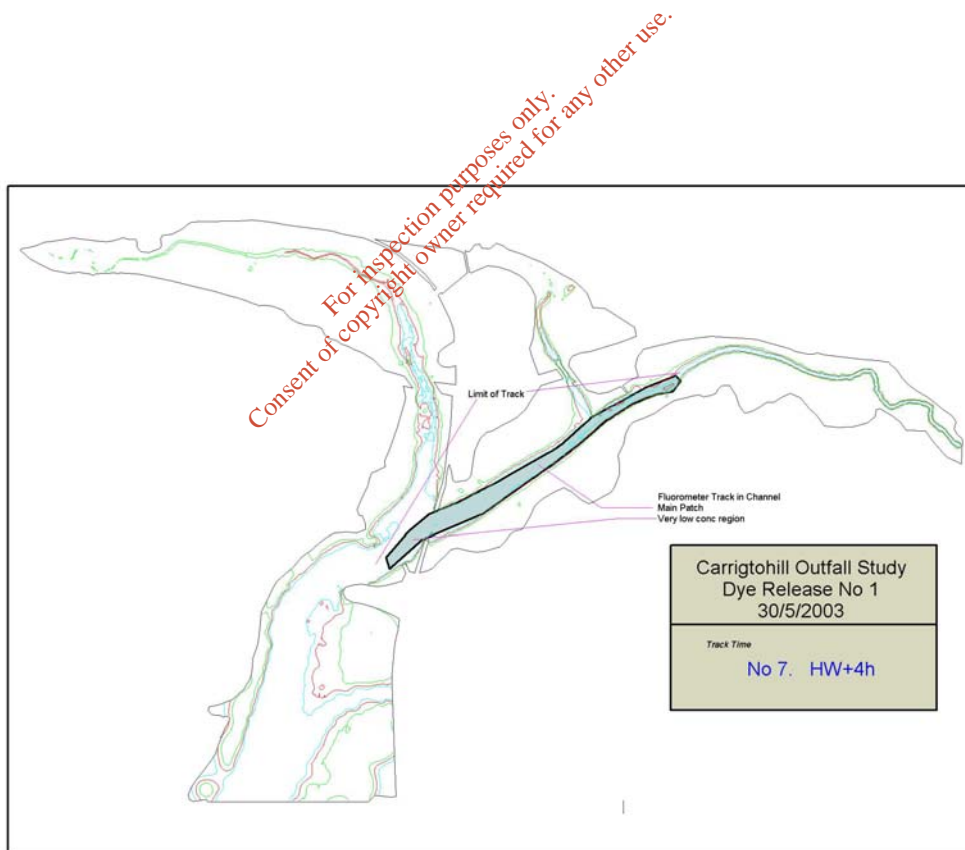 For inspection purposes only.
Consent of copyright owner required for any other use.
Limit of Track
Fluorometer Track in Channel
Main Patch
Very low conc region
Carrigtohill Outfall Study
Dye Release No 1
30/5/2003
Track Time
No 7. HW+4h